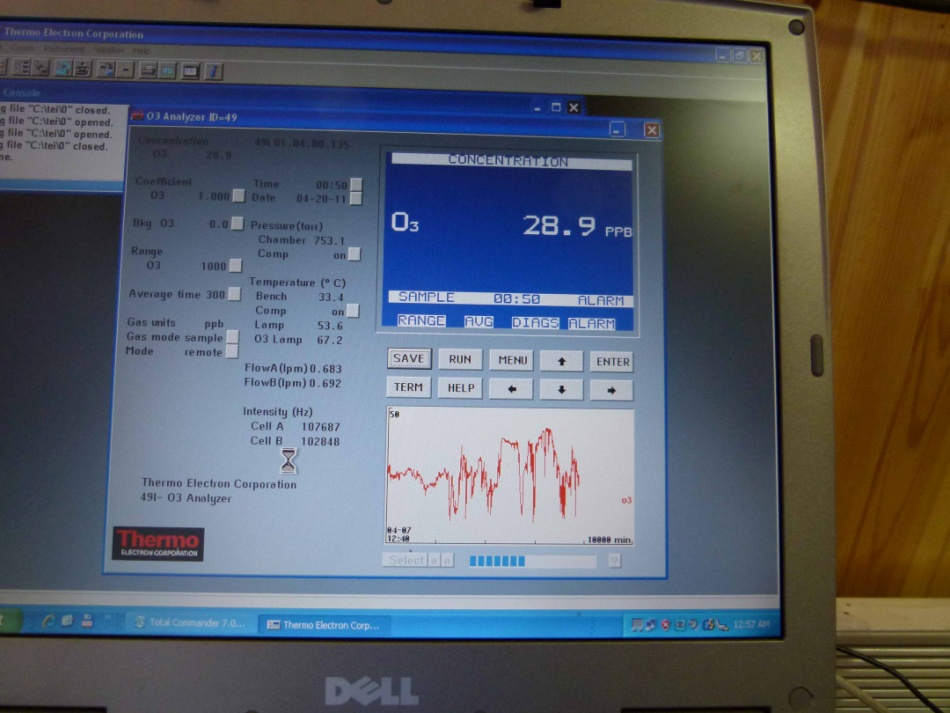 Thermo Electron Corporation
Comm Instrument Window Help
Console
g file "C:\tei\0" closed.
g file "C:\tei\0" opened.
g file "C:\tei\0" opened.
g file "C:\tei\0" closed.
ne.
O3 Analyzer ID=49
Concentration
O3 28.9
Coefficient
O3 1.000
Bkg O3 0.0
Range
O3 1000
Average time 300
Gas units ppb
Gas mode sample
Mode remote
Time 00:50
Date 04-20-11
Pressure(torr)
Chamber 753.1
Comp on
Temperature (° C)
Bench 33.4
Comp on
Lamp 53.6
O3 Lamp 67.2
FlowA(lpm) 0.683
FlowB(lpm) 0.692
Intensity (Hz)
Cell A 107687
Cell B 102848
Thermo Electron Corporation
49I- O3 Analyzer
Thermo
ELECTRON CORPORATION
CONCENTRATION
O3 28.9 PPB
SAMPLE 00:50 ALARM
RANGE AVG DIAGS ALARM
SAVE RUN MENU ↑ ENTER
TERM HELP ← ↓ →
50
o3
04-07
12:40 10000 min.
Select a a ?
Total Commander 7.0... Thermo Electron Corp... 12:57 AM
DELL